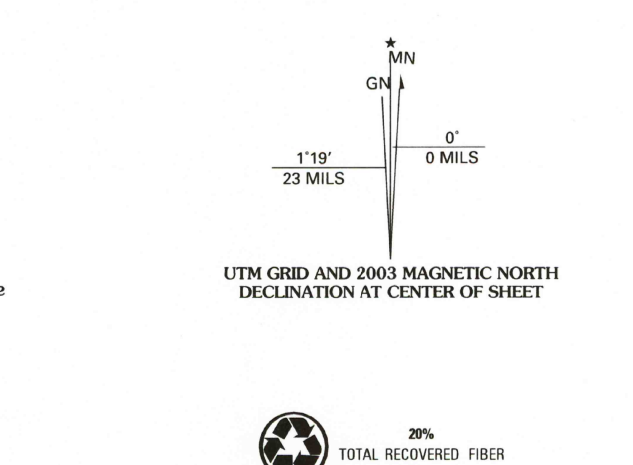 ★
MN
GN
0°
0 MILS
1°19′
23 MILS
UTM GRID AND 2003 MAGNETIC NORTH
DECLINATION AT CENTER OF SHEET
20%
TOTAL RECOVERED FIBER